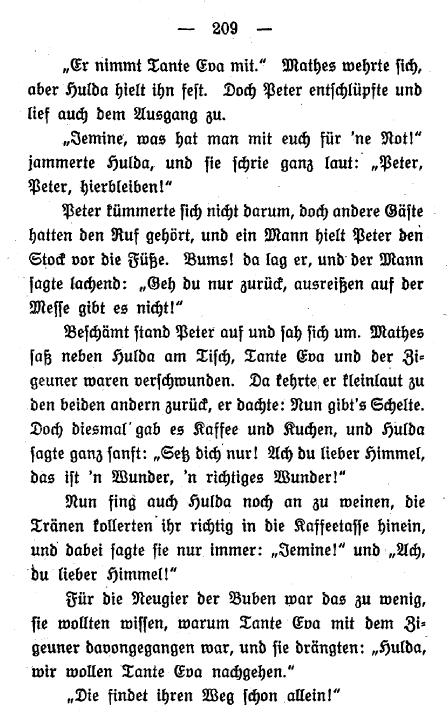 — 209 —
„Er nimmt Tante Eva mit.“ Mathes wehrte sich,
aber Hulda hielt ihn fest. Doch Peter entschlüpfte und
lief auch dem Ausgang zu.
„Jemine, was hat man mit euch für 'ne Not!“
jammerte Hulda, und sie schrie ganz laut: „Peter,
Peter, hierbleiben!“
Peter kümmerte sich nicht darum, doch andere Gäste
hatten den Ruf gehört, und ein Mann hielt Peter den
Stock vor die Füße. Bums! da lag er, und der Mann
sagte lachend: „Geh du nur zurück, ausreißen auf der
Messe gibt es nicht!“
Beschämt stand Peter auf und sah sich um. Mathes
saß neben Hulda am Tisch, Tante Eva und der Zi-
geuner waren verschwunden. Da kehrte er kleinlaut zu
den beiden andern zurück, er dachte: Nun gibt's Schelte.
Doch diesmal gab es Kaffee und Kuchen, und Hulda
sagte ganz sanft: „Setz dich nur! Ach du lieber Himmel,
das ist 'n Wunder, 'n richtiges Wunder!“
Nun fing auch Hulda noch an zu weinen, die
Tränen kollerten ihr richtig in die Kaffeetasse hinein,
und dabei sagte sie nur immer: „Jemine!“ und „Ach,
du lieber Himmel!“
Für die Neugier der Buben war das zu wenig,
sie wollten wissen, warum Tante Eva mit dem Zi-
geuner davongegangen war, und sie drängten: „Hulda,
wir wollen Tante Eva nachgehen.“
„Die findet ihren Weg schon allein!“